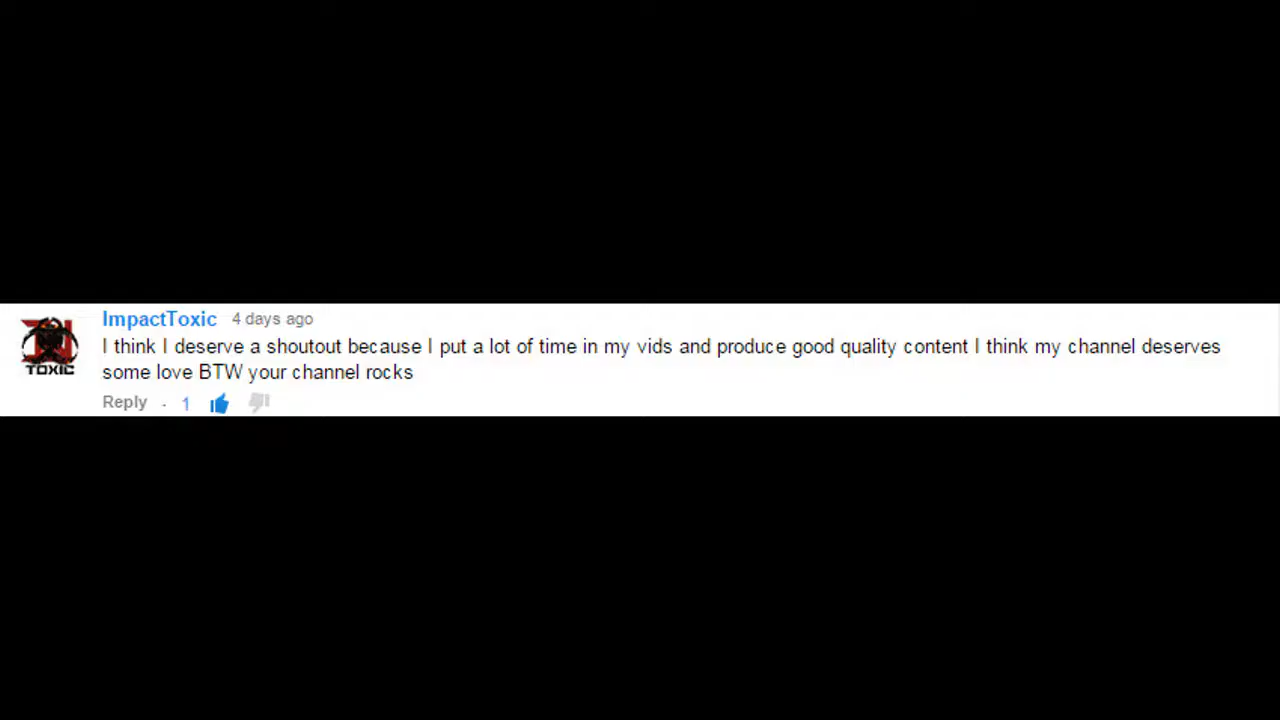 ImpactToxic 4 days ago
I think I deserve a shoutout because I put a lot of time in my vids and produce good quality content I think my channel deserves
some love BTW your channel rocks
Reply . 1
TOXIC